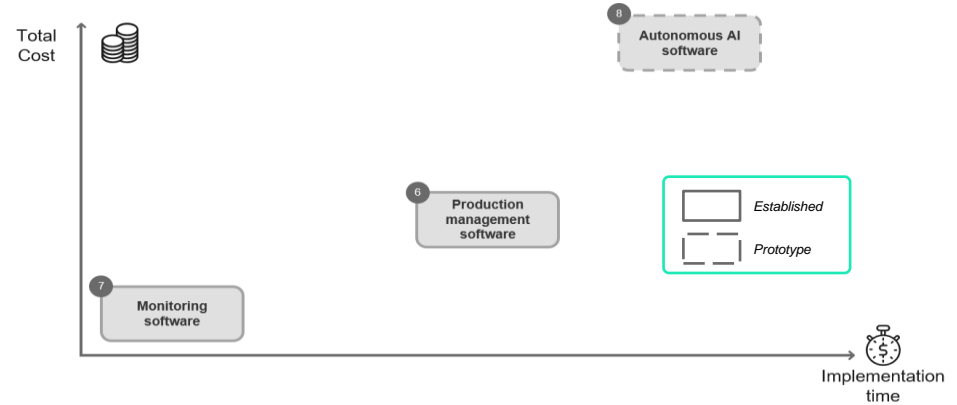 Total
Cost
8
Autonomous AI
software
6
Production
management
software
Established
Prototype
7
Monitoring
software
$
Implementation
time